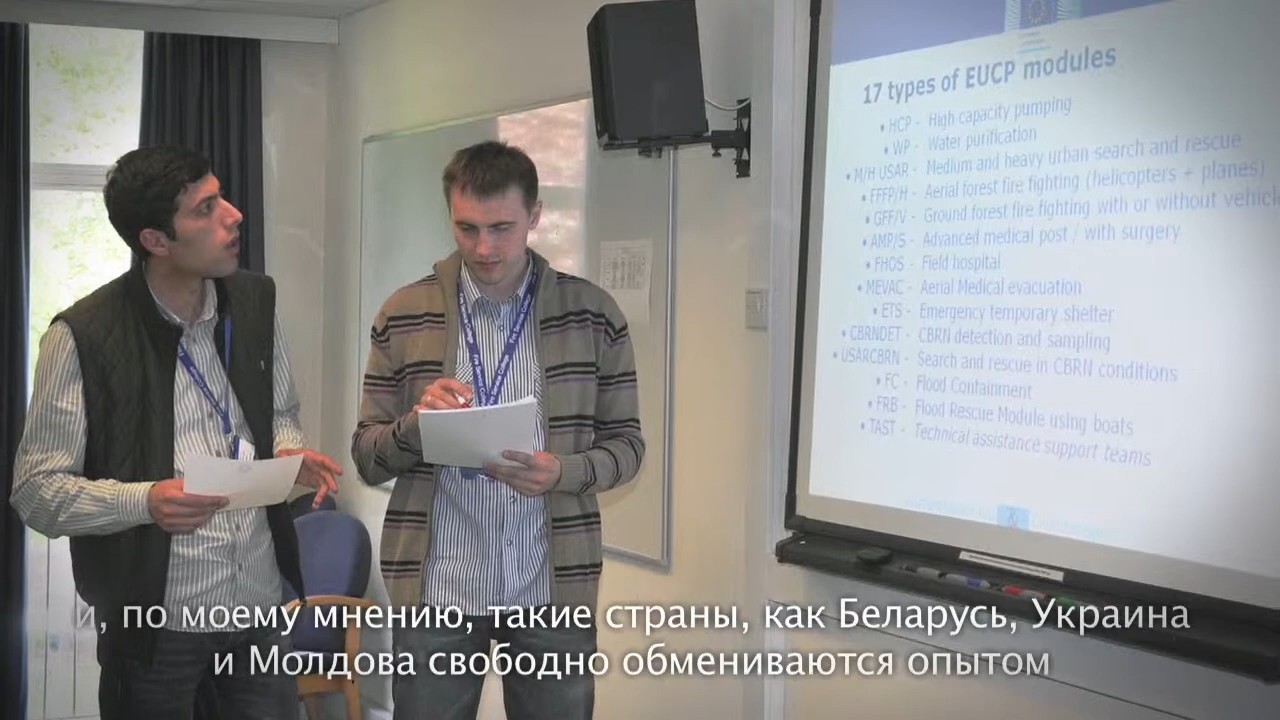 17 types of EUCP modules
• HCP - High capacity pumping
• WP - Water purification
• M/H USAR - Medium and heavy urban search and rescue
• FFFP/H - Aerial forest fire fighting (helicopters + planes)
• GFF/V - Ground forest fire fighting with or without
• AMP/S - Advanced medical post / with surgery
• FHOS - Field hospital
• MEVAC - Aerial Medical evacuation
• ETS - Emergency temporary shelter
• CBRNDET - CBRN detection and sampling
• USARCBRN - Search and rescue in CBRN conditions
• FC - Flood Containment
• FRB - Flood Rescue Module using boats
• TAST - Technical assistance support teams
Fire Service College
и, по моему мнению, такие страны, как Беларусь, Украина
и Молдова свободно обмениваются опытом